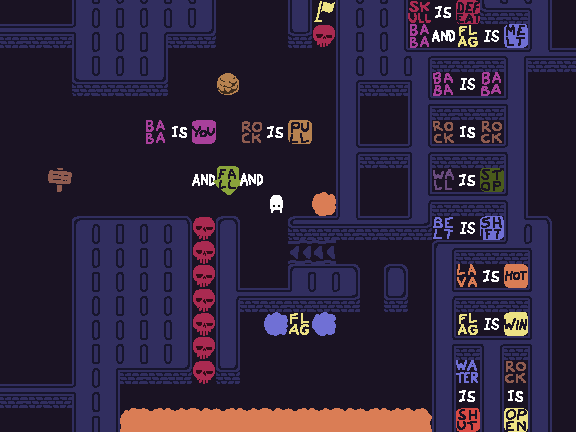 SKULL IS DEFEAT
BABA AND FLAG IS MELT
BABA IS BABA
BABA IS YOU ROCK IS PULL ROCK IS ROCK
AND FALL AND WALL IS STOP
BELT IS SHIFT
LAVA IS HOT
FLAG FLAG IS WIN
WATER IS SHUT
ROCK IS OPEN